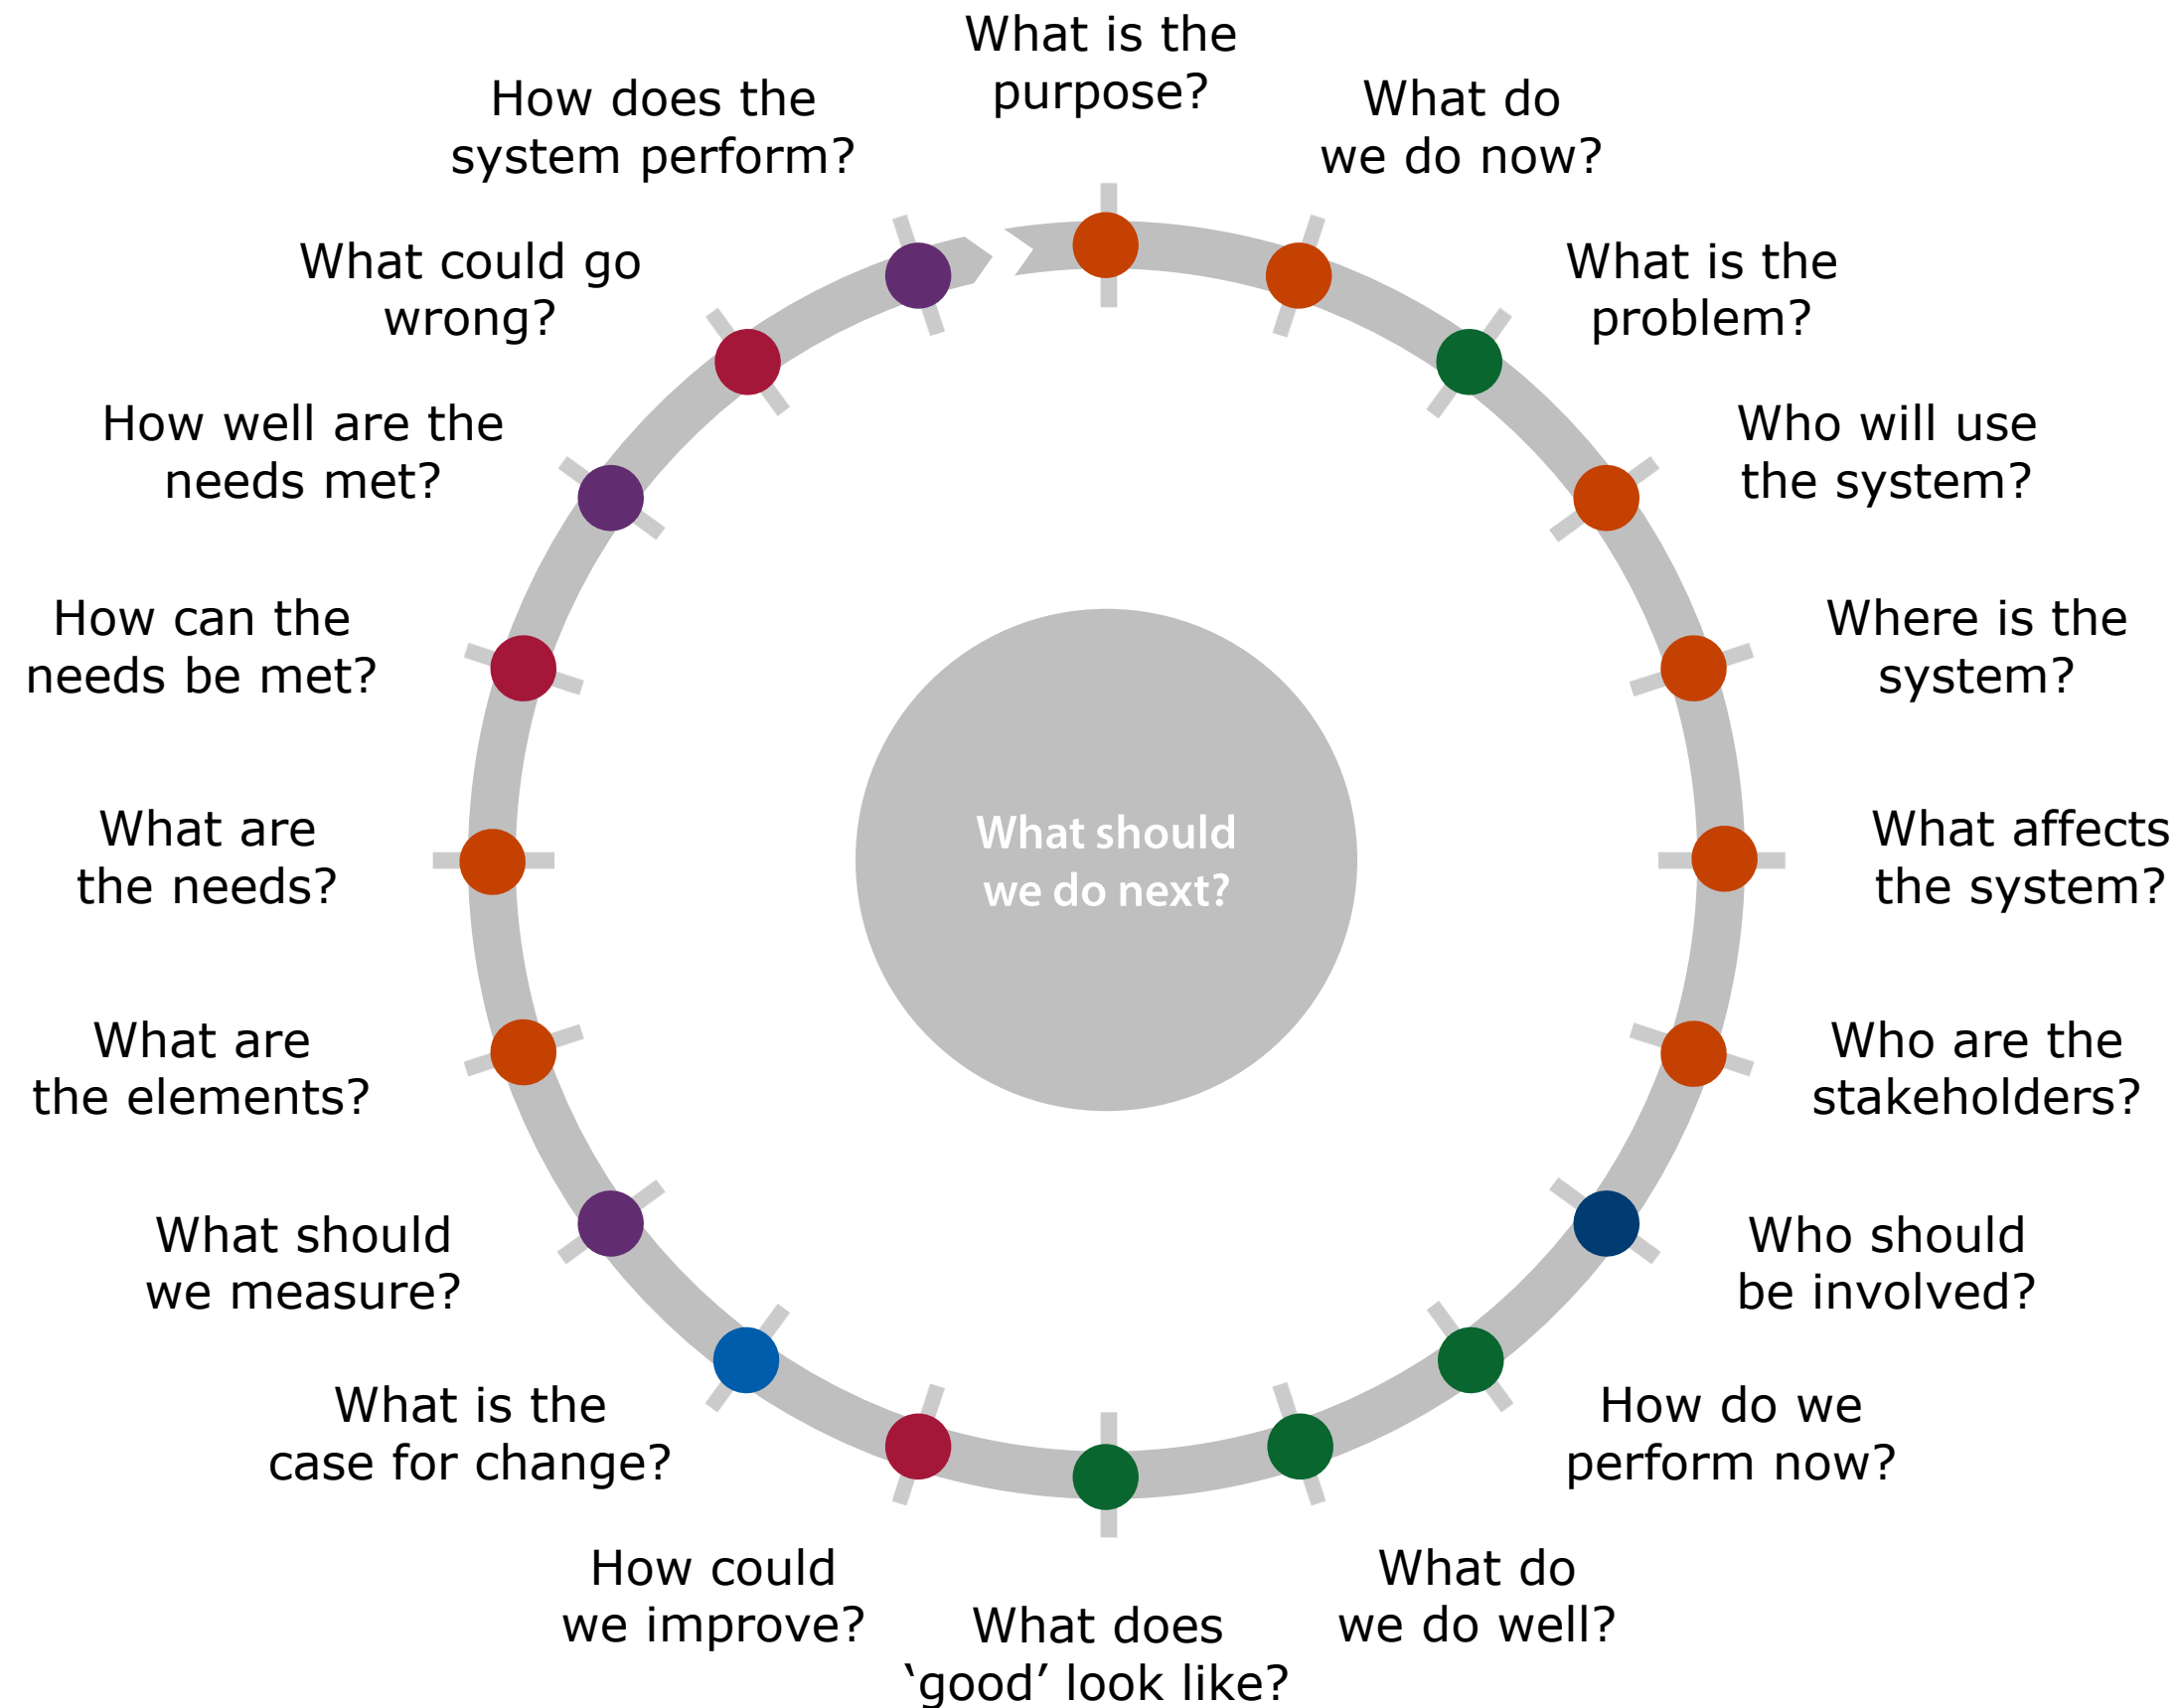 What is the
purpose?
What do
we do now?
What is the
problem?
Who will use
the system?
Where is the
system?
What affects
the system?
Who are the
stakeholders?
Who should
be involved?
How do we
perform now?
What do
we do well?
What does
‘good’ look like?
How could
we improve?
What is the
case for change?
What should
we measure?
What are
the elements?
What are
the needs?
How can the
needs be met?
How well are the
needs met?
What could go
wrong?
How does the
system perform?
What should
we do next?